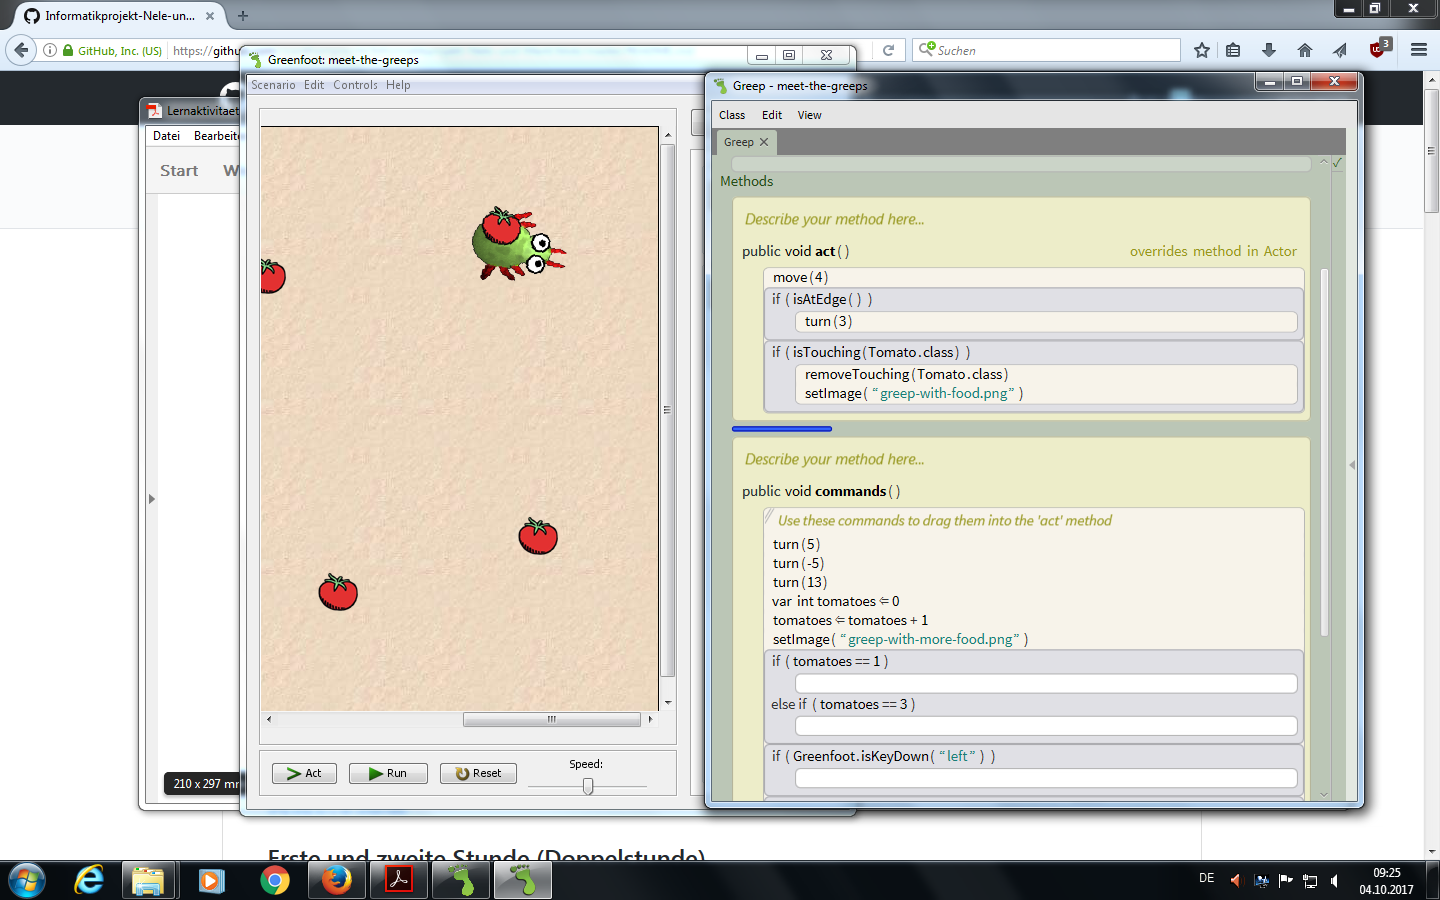 Informatikprojekt-Nele-un...
GitHub, Inc. (US)
https://gith
Suchen
3
Lernaktivitaet
Datei Bearbeite
Start W
210 x 297 mm
Greenfoot: meet-the-greeps
Scenario Edit Controls Help
Act
Run
Reset
Speed:
Greep - meet-the-greeps
Class Edit View
Greep
Methods
Describe your method here...
public void act()
overrides method in Actor
move(4)
if ( isAtEdge( ) )
turn(3)
if ( isTouching(Tomato.class) )
removeTouching(Tomato.class)
setImage( “greep-with-food.png” )
Describe your method here...
public void commands()
Use these commands to drag them into the 'act' method
turn(5)
turn(-5)
turn(13)
var int tomatoes ⇐ 0
tomatoes ⇐ tomatoes + 1
setImage( “greep-with-more-food.png” )
if ( tomatoes == 1 )
else if ( tomatoes == 3 )
if ( Greenfoot.isKeyDown( “left” ) )
Erste und zweite Stunde (Doppelstunde)
DE
09:25
04.10.2017